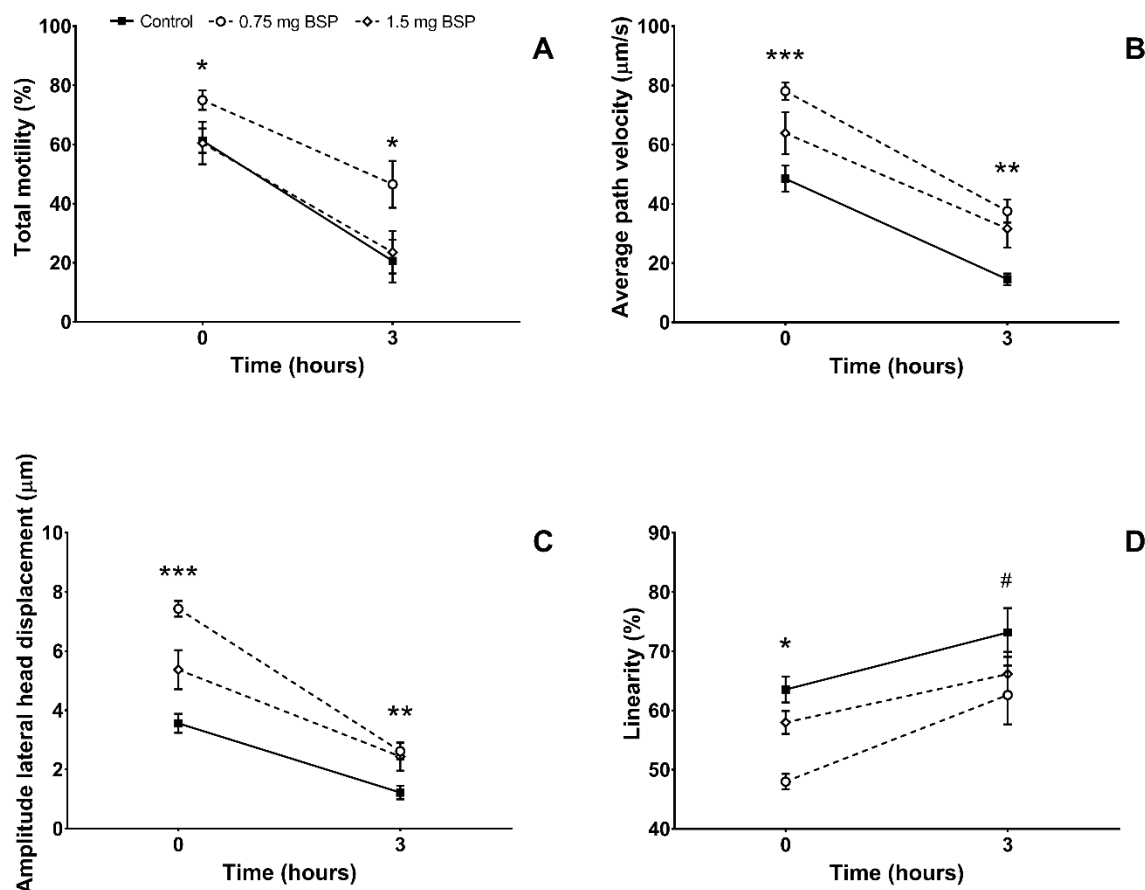 Control 0.75 mg BSP 1.5 mg BSP
A
Total motility (%)
100
80
60
40
20
0
*
*
0 3
Time (hours)
B
Average path velocity (μm/s)
100
80
60
40
20
0
***
**
0 3
Time (hours)
C
Amplitude lateral head displacement (μm)
10
8
6
4
2
0
***
**
0 3
Time (hours)
D
Linearity (%)
90
80
70
60
50
40
*
#
0 3
Time (hours)